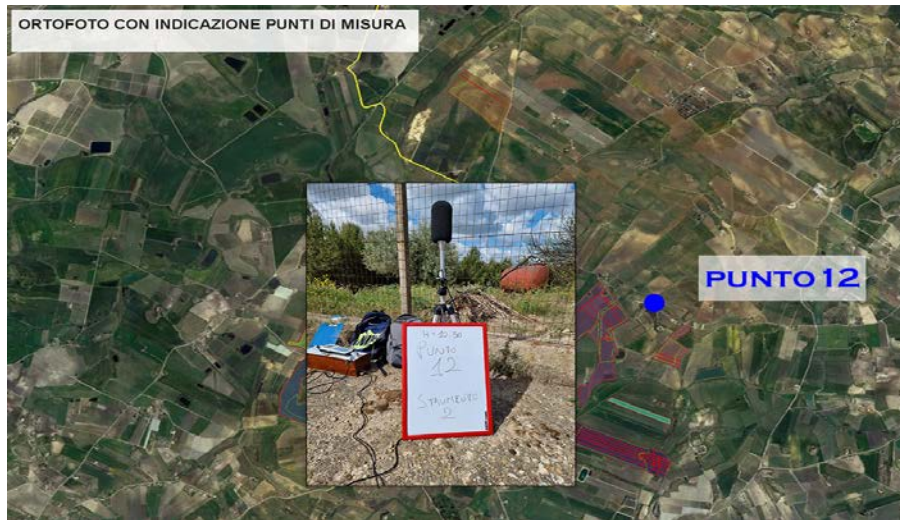 ORTOFOTO CON INDICAZIONE PUNTI DI MISURA
PUNTO 12
PUNTO
12
STRUMENTO
2